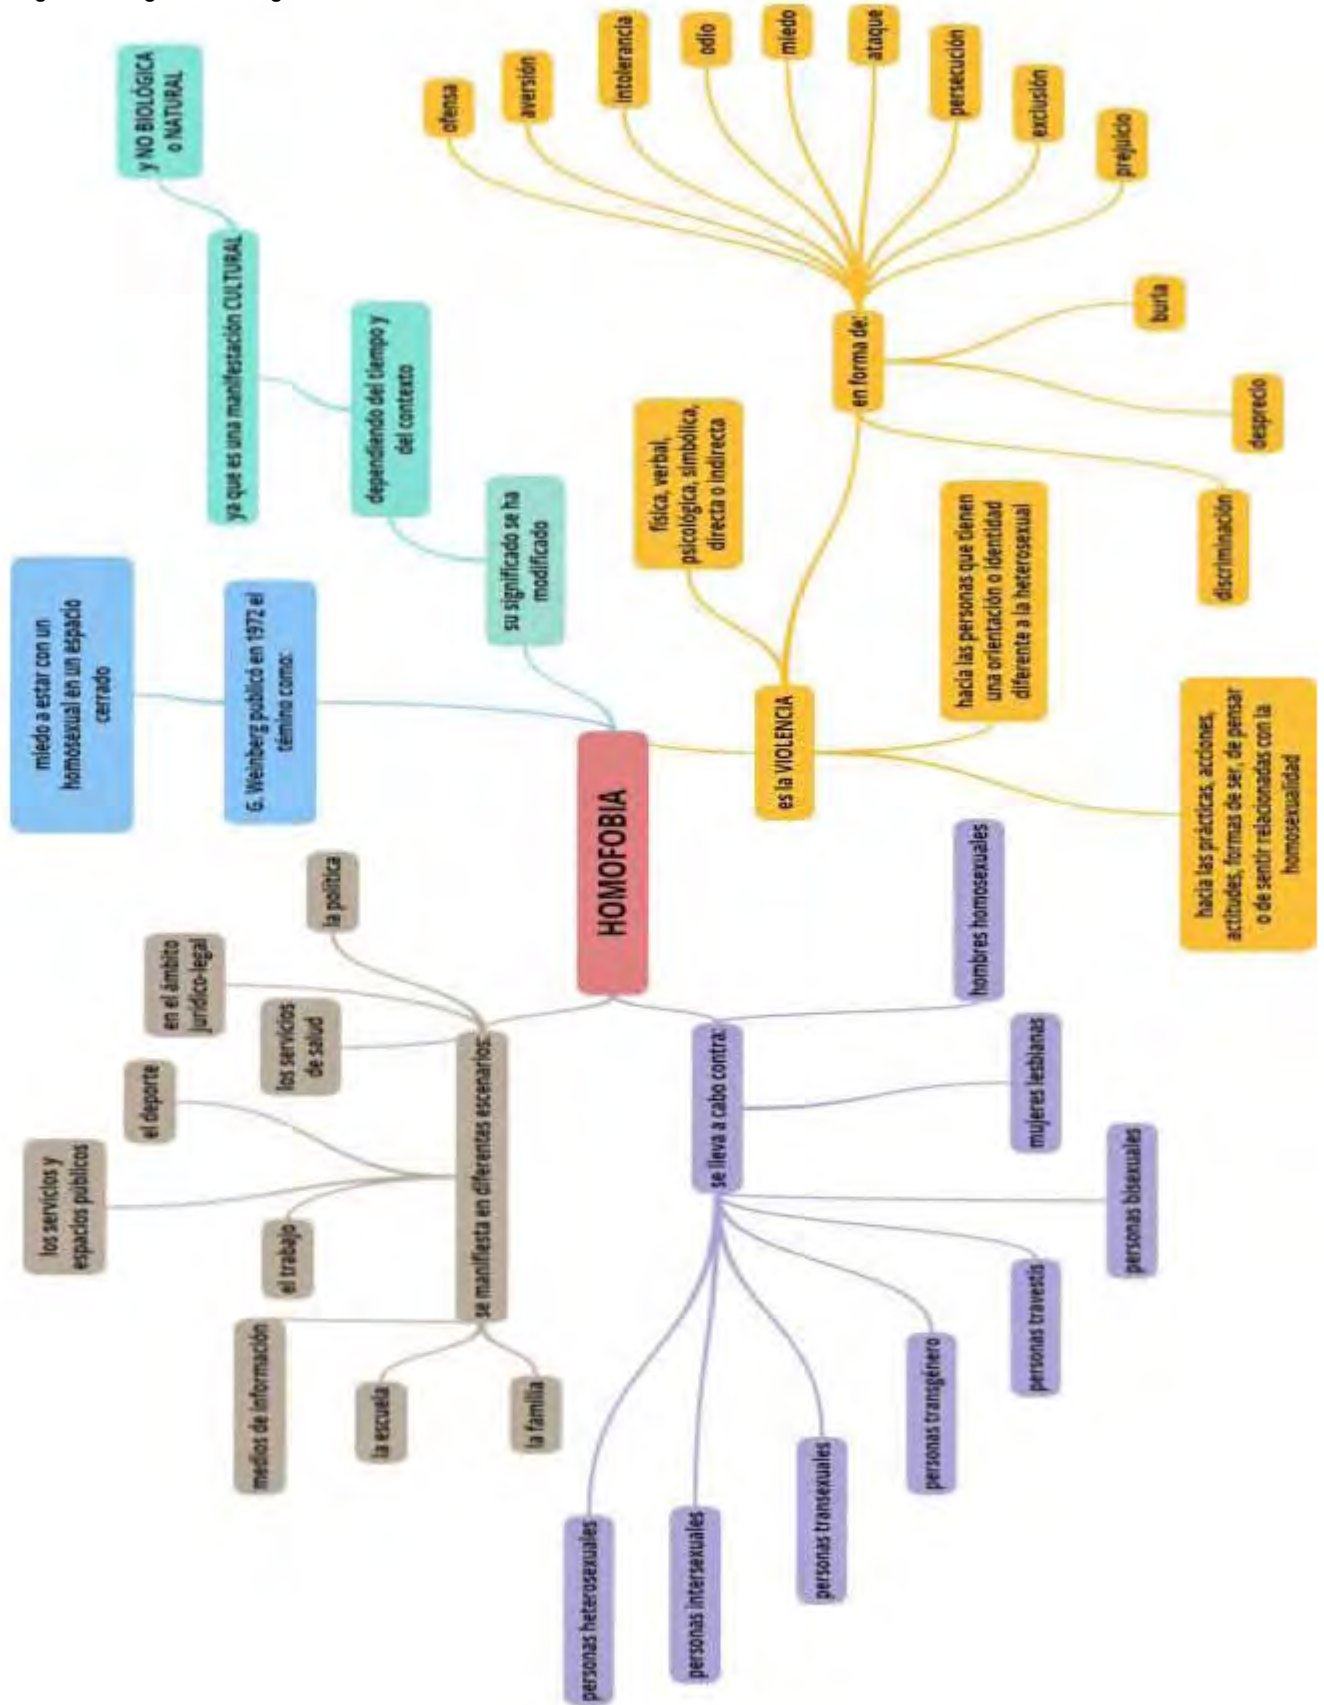 HOMOFOBIA
G. Weinberg publicó en 1972 el
témino como:
miedo a estar con un
homosexual en un espacio
cerrado
su significado se ha
modificado
dependiendo del tiempo y
del contexto
ya que es una manifestación CULTURAL
y NO BIOLÓGICA
o NATURAL
es la VIOLENCIA
física, verbal,
psicológica, simbólica,
directa o indirecta
en forma de:
ofensa
aversión
intolerancia
odio
miedo
ataque
persecución
exclusión
prejuicio
burla
desprecio
discriminación
hacia las personas que tienen
una orientación o identidad
diferente a la heterosexual
hacia las prácticas, acciones,
actitudes, formas de ser, de pensar
o de sentir relacionadas con la
homosexualidad
se lleva a cabo contra:
hombres homosexuales
mujeres lesbianas
personas bisexuales
personas travestis
personas transgénero
personas transexuales
personas intersexuales
personas heterosexuales
se manifiesta en diferentes escenarios:
la política
en el ámbito
jurídico-legal
los servicios
de salud
el deporte
los servicios y
espacios públicos
el trabajo
medios de información
la escuela
la familia